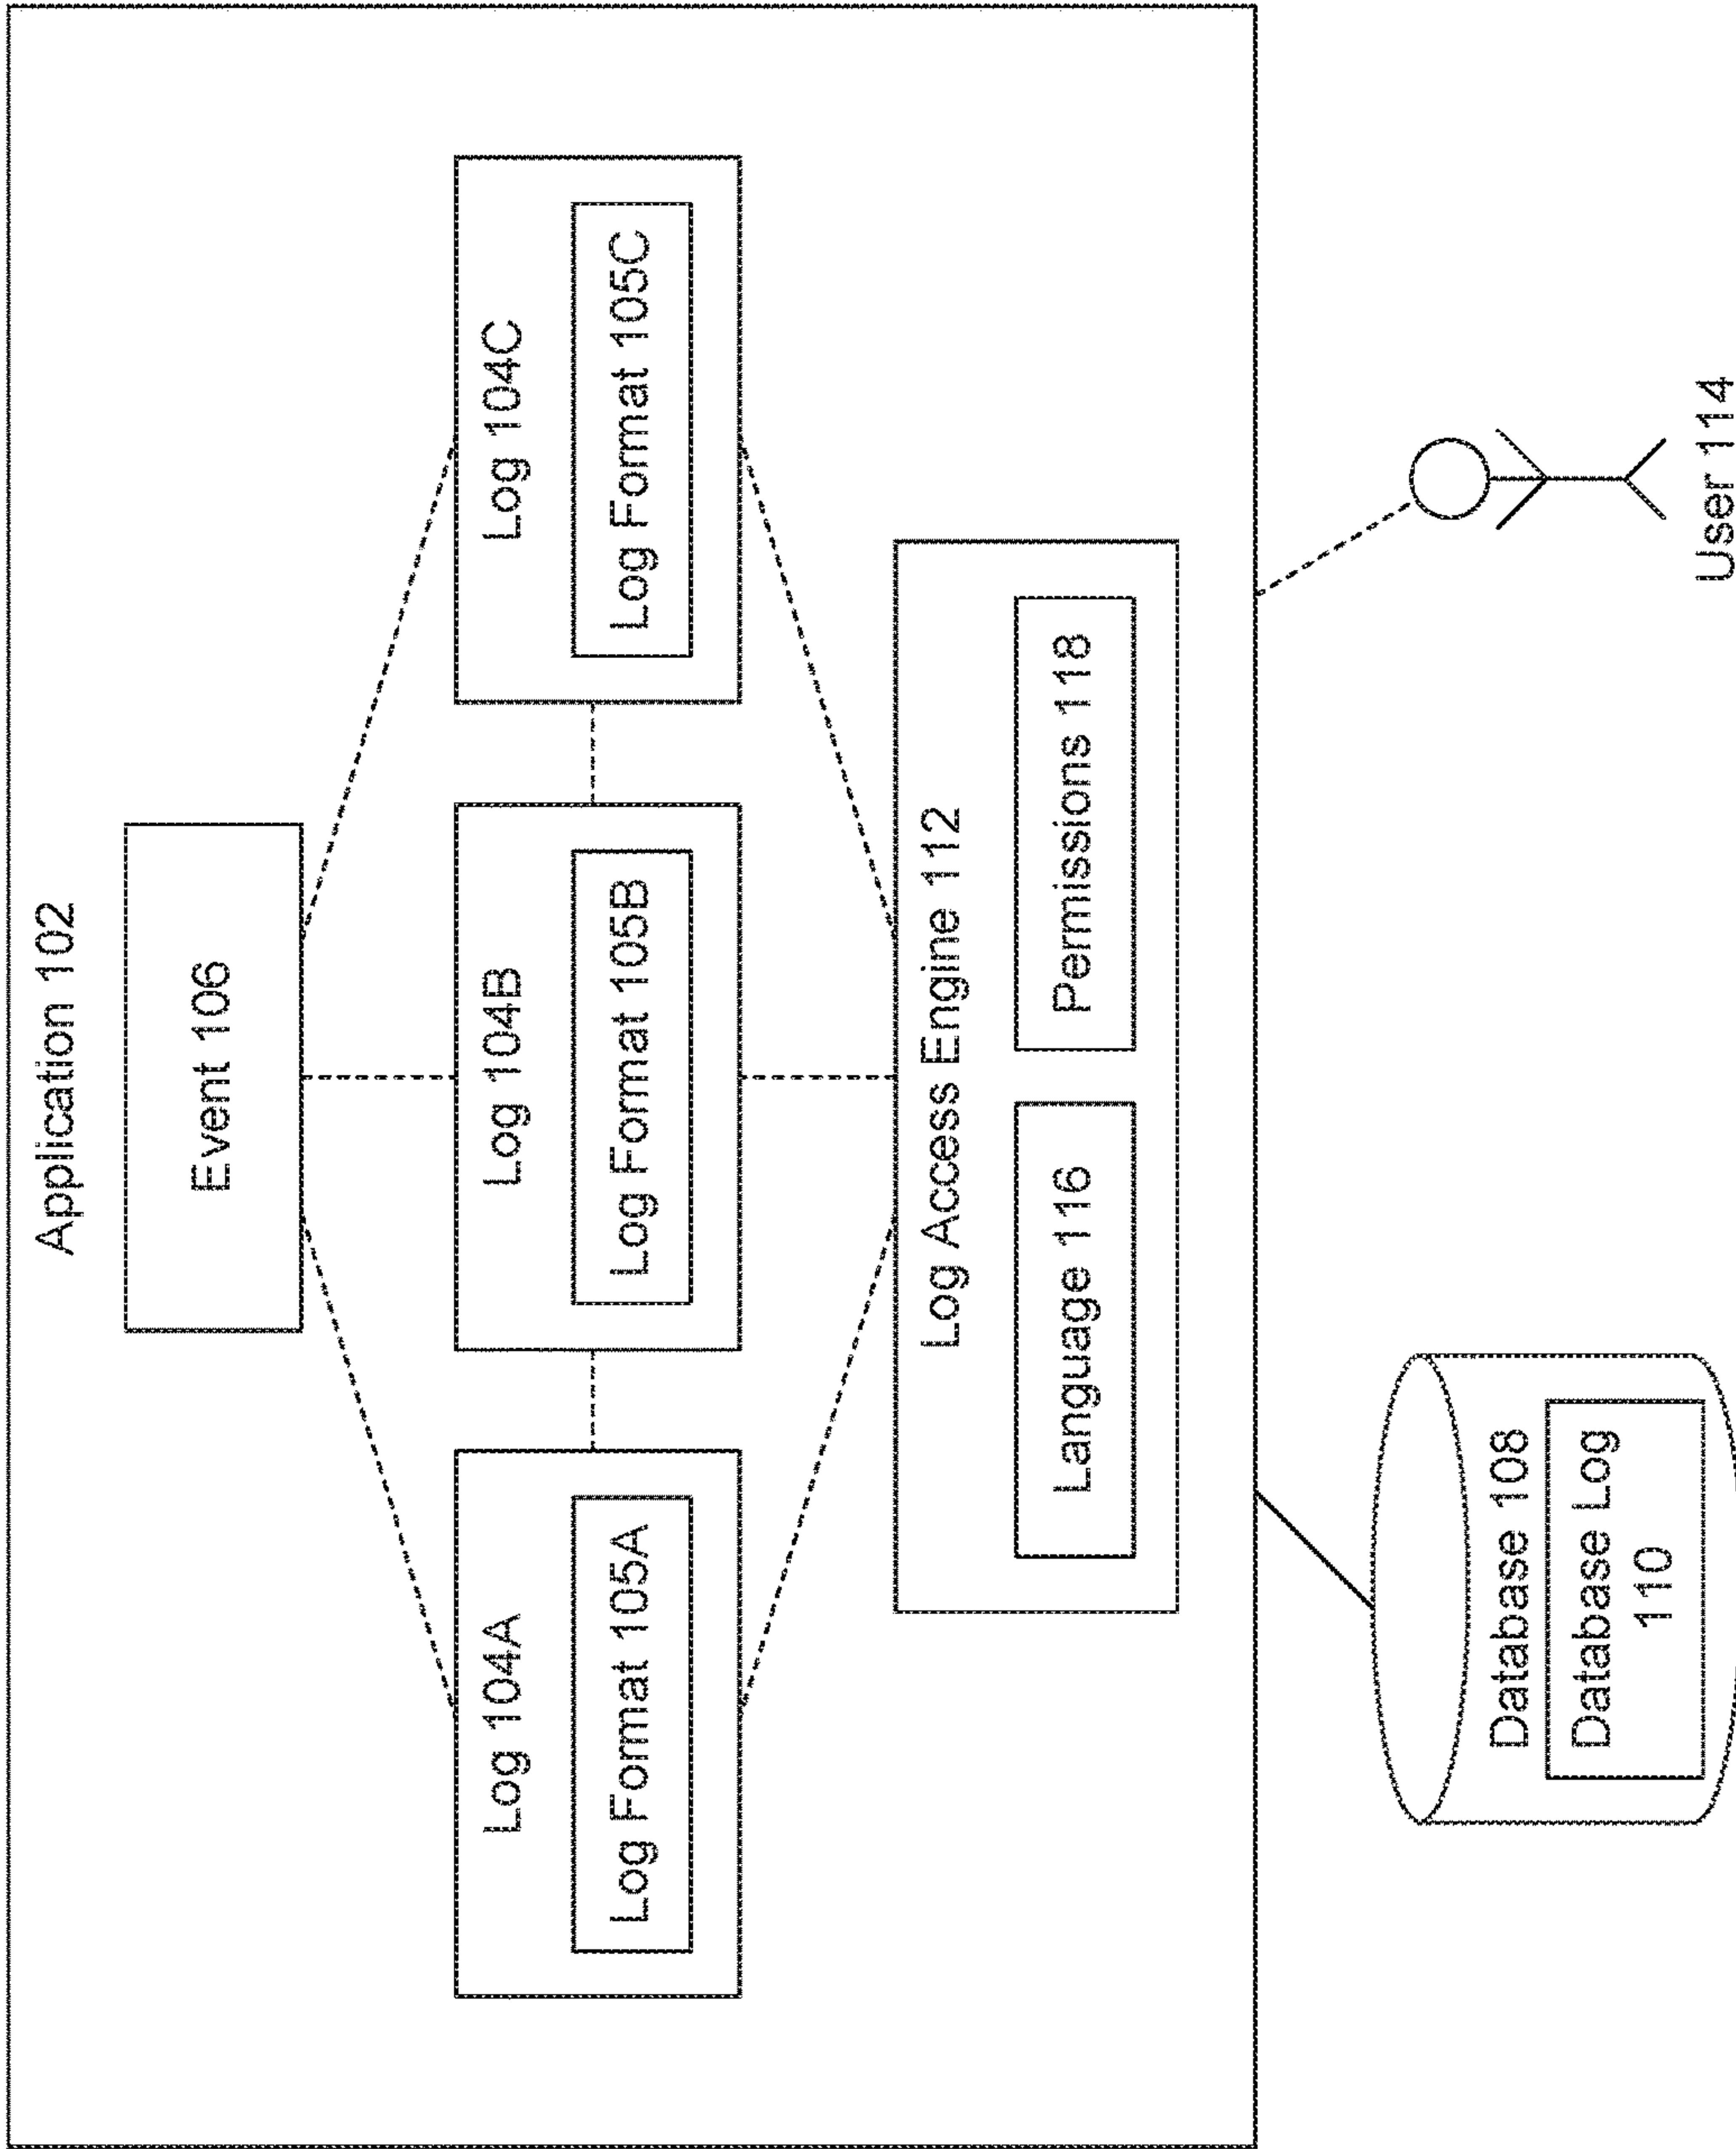 Application 102
Event 106
Log 104A
Log Format 105A
Log 104B
Log Format 105B
Log 104C
Log Format 105C
Log Access Engine 112
Language 116
Permissions 118
Database 108
Database Log
110
User 114